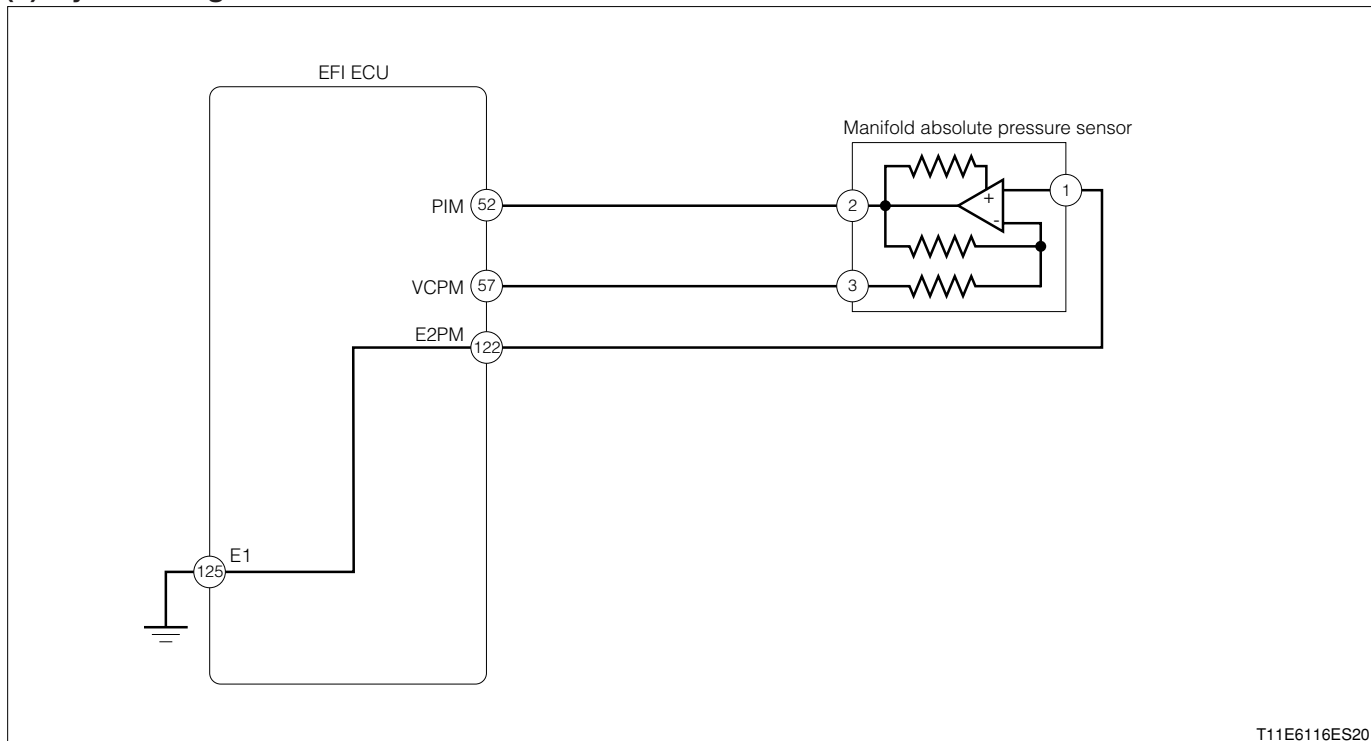 EFI ECU
Manifold absolute pressure sensor
PIM 52
2
+
-
1
VCPM 57
3
E2PM
122
E1
125
T11E6116ES20